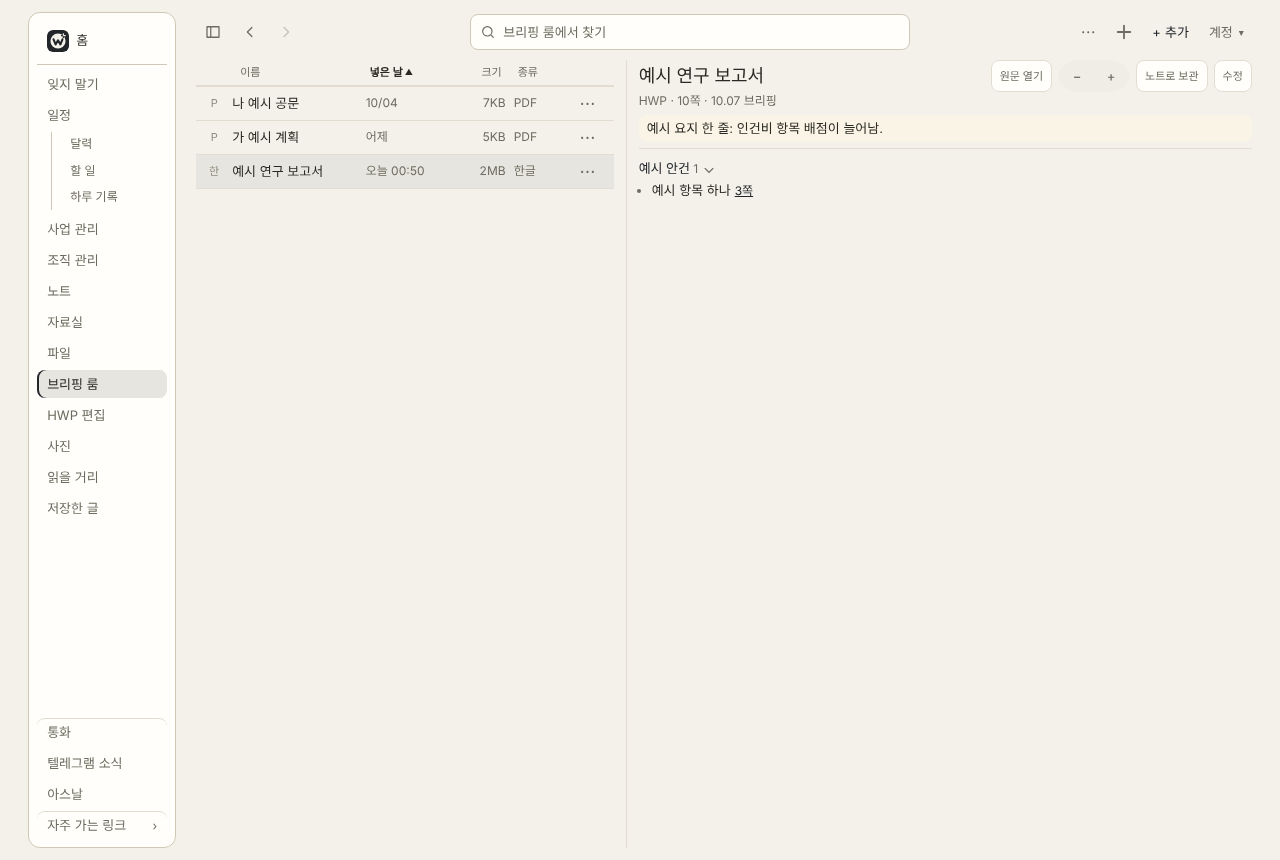 홈
잊지 말기
일정
달력
할 일
하루 기록
사업 관리
조직 관리
노트
자료실
파일
브리핑 룸
HWP 편집
사진
읽을 거리
저장한 글
통화
텔레그램 소식
아스날
자주 가는 링크 ›
브리핑 룸에서 찾기
··· + 추가 계정 ▾
이름 넣은 날▲ 크기 종류
P 나 예시 공문 10/04 7KB PDF ···
P 가 예시 계획 어제 5KB PDF ···
한 예시 연구 보고서 오늘 00:50 2MB 한글 ···
예시 연구 보고서
원문 열기 − + 노트로 보관 수정
HWP · 10쪽 · 10.07 브리핑
예시 요지 한 줄: 인건비 항목 배점이 늘어남.
예시 안건 1
• 예시 항목 하나 3쪽